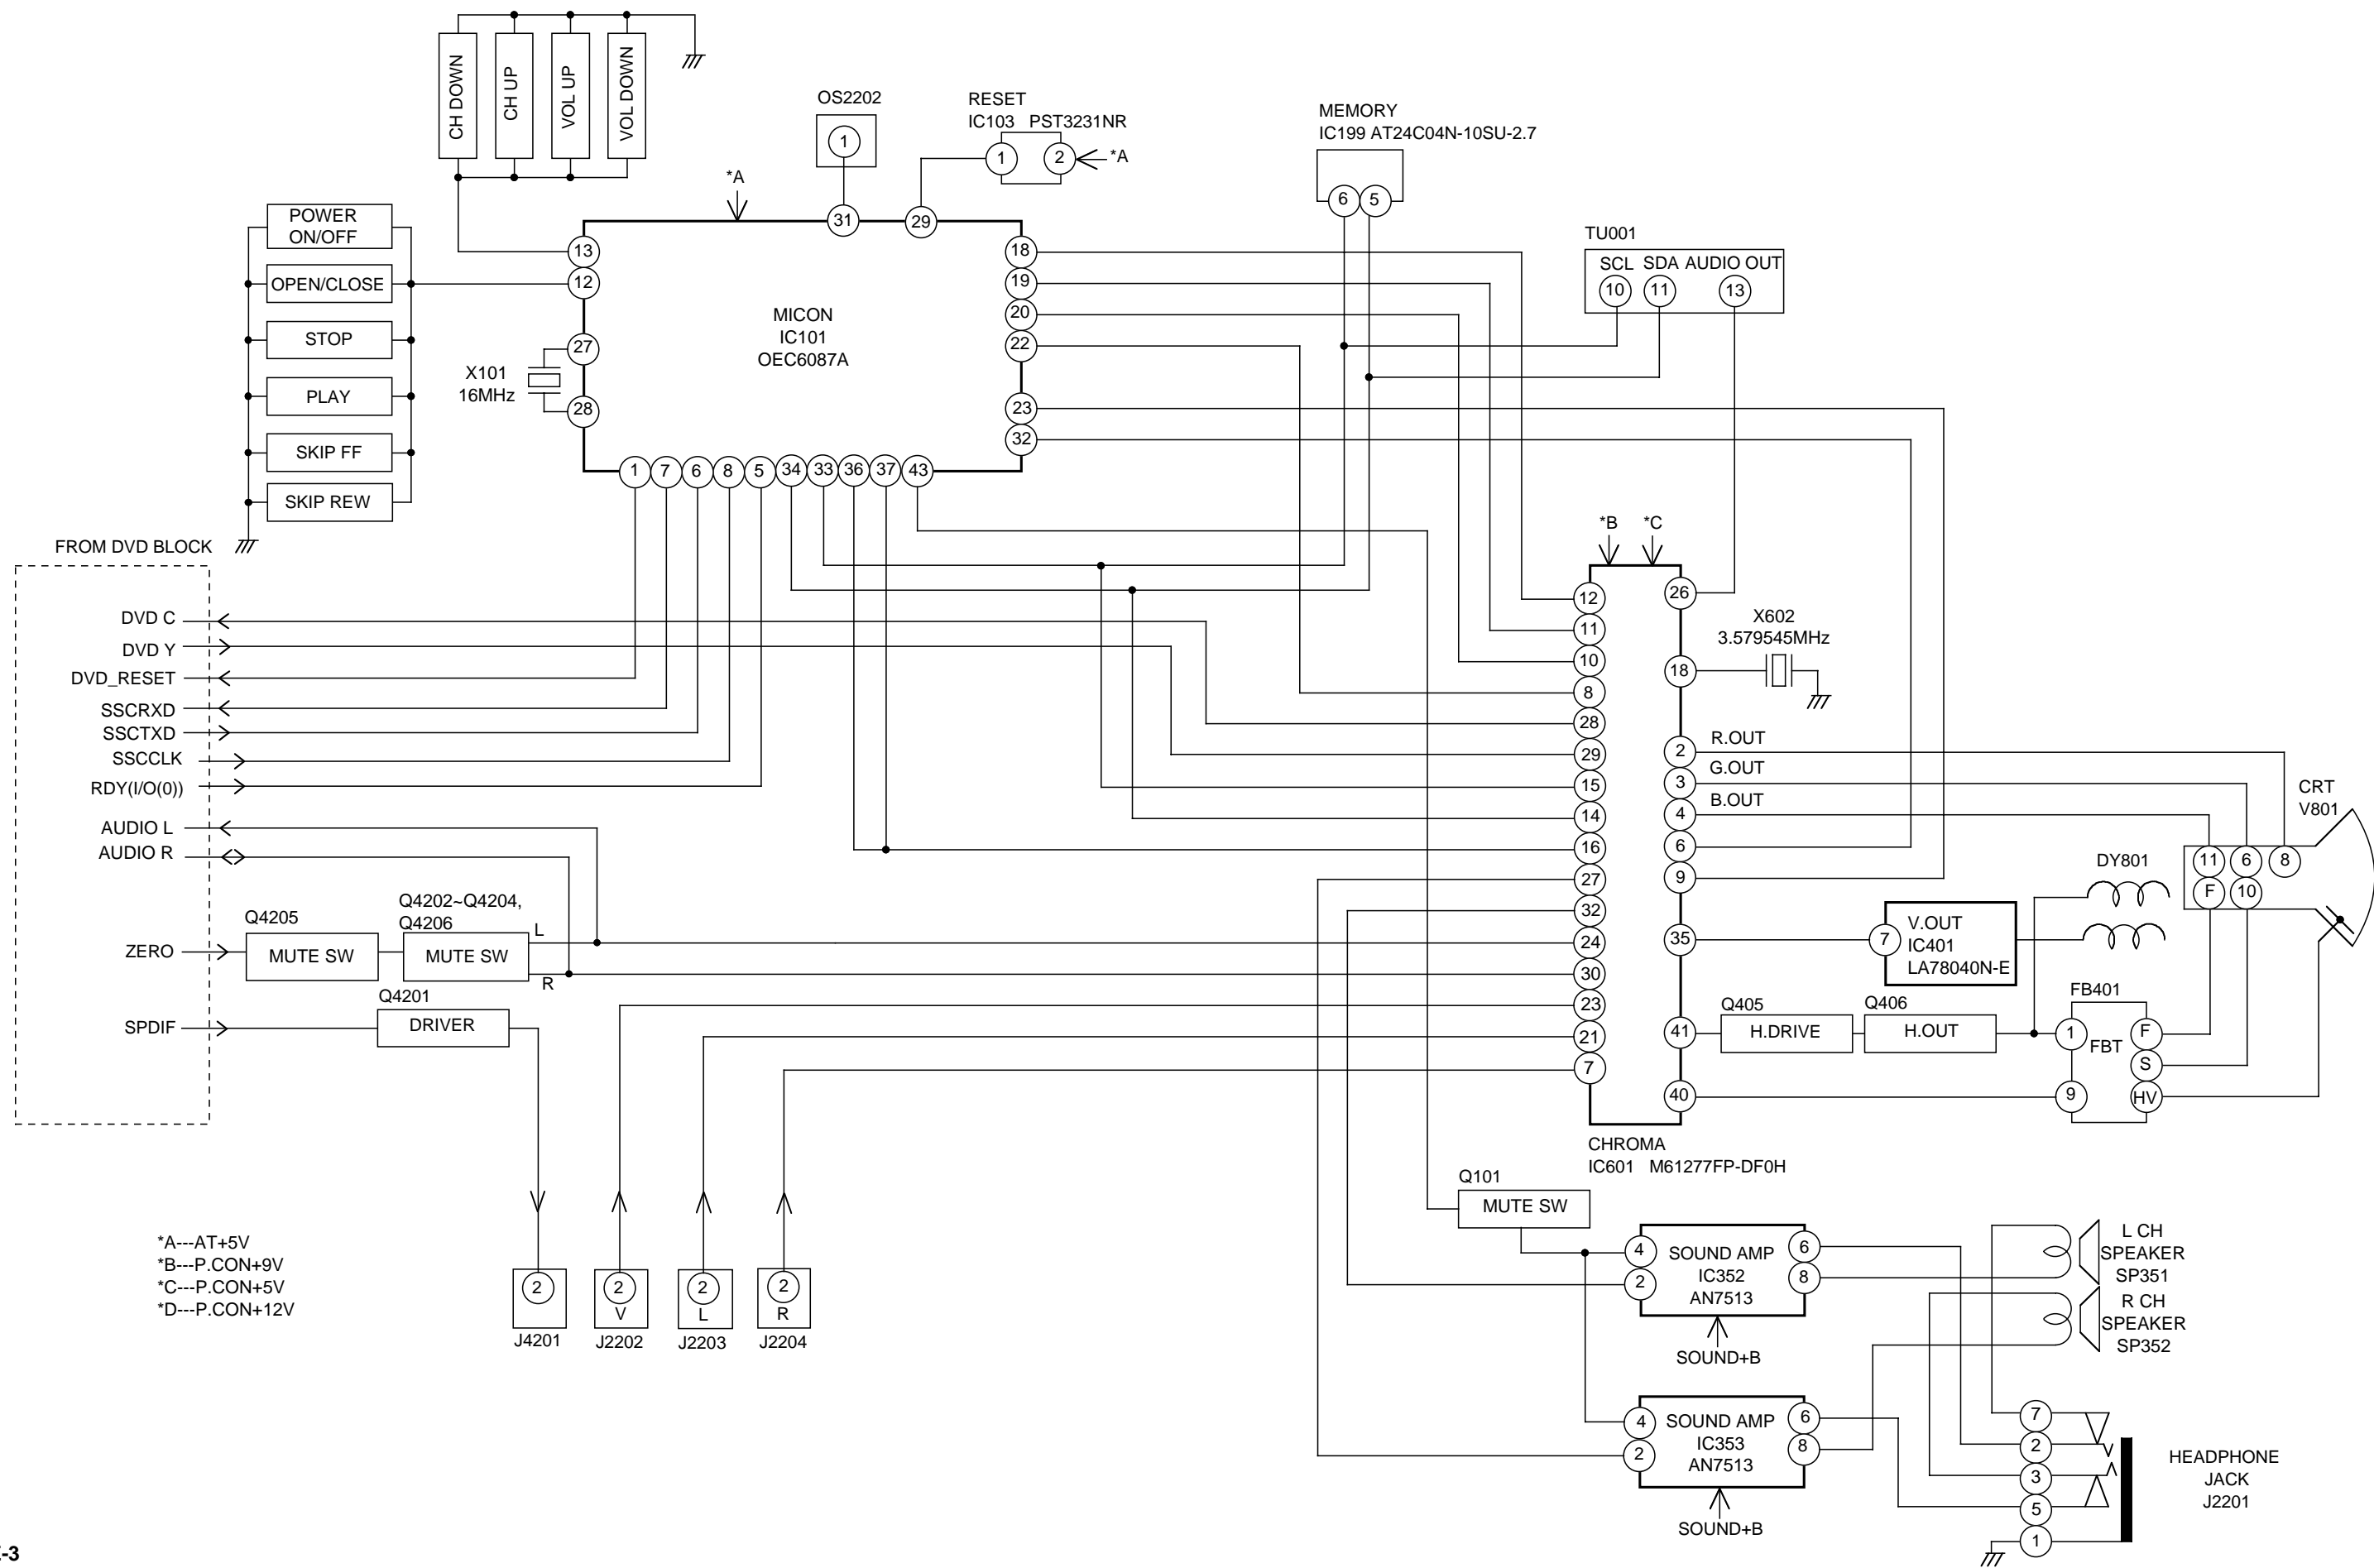 CH DOWN
CH UP
VOL UP
VOL DOWN
OS2202
1
RESET
IC103 PST3231NR
1 2 *A
MEMORY
IC199 AT24C04N-10SU-2.7
6 5
*A
POWER
ON/OFF
OPEN/CLOSE
STOP
PLAY
SKIP FF
SKIP REW
31 29
13
12
27
28
X101
16MHz
MICON
IC101
OEC6087A
18
19
20
22
23
32
1 7 6 8 5 34 33 36 37 43
TU001
SCL SDA AUDIO OUT
10 11 13
FROM DVD BLOCK
DVD C
DVD Y
DVD_RESET
SSCRXD
SSCTXD
SSCCLK
RDY(I/O(0))
AUDIO L
AUDIO R
ZERO
SPDIF
Q4205
MUTE SW
Q4202~Q4204,
Q4206
MUTE SW
L
R
Q4201
DRIVER
*B *C
12
11
10
8
28
29
15
14
16
27
32
24
30
23
21
7
26
18
2
3
4
6
9
35
41
40
X602
3.579545MHz
R.OUT
G.OUT
B.OUT
CRT
V801
11 6 8
F 10
DY801
7
V.OUT
IC401
LA78040N-E
Q405
H.DRIVE
Q406
H.OUT
FB401
1 F
FBT
S
9 HV
CHROMA
IC601 M61277FP-DF0H
Q101
MUTE SW
*A---AT+5V
*B---P.CON+9V
*C---P.CON+5V
*D---P.CON+12V
2
J4201
2
V
J2202
2
L
J2203
2
R
J2204
4 6
2 8
SOUND AMP
IC352
AN7513
SOUND+B
4 6
2 8
SOUND AMP
IC353
AN7513
SOUND+B
L CH
SPEAKER
SP351
R CH
SPEAKER
SP352
7
2
3
5
1
HEADPHONE
JACK
J2201
-3